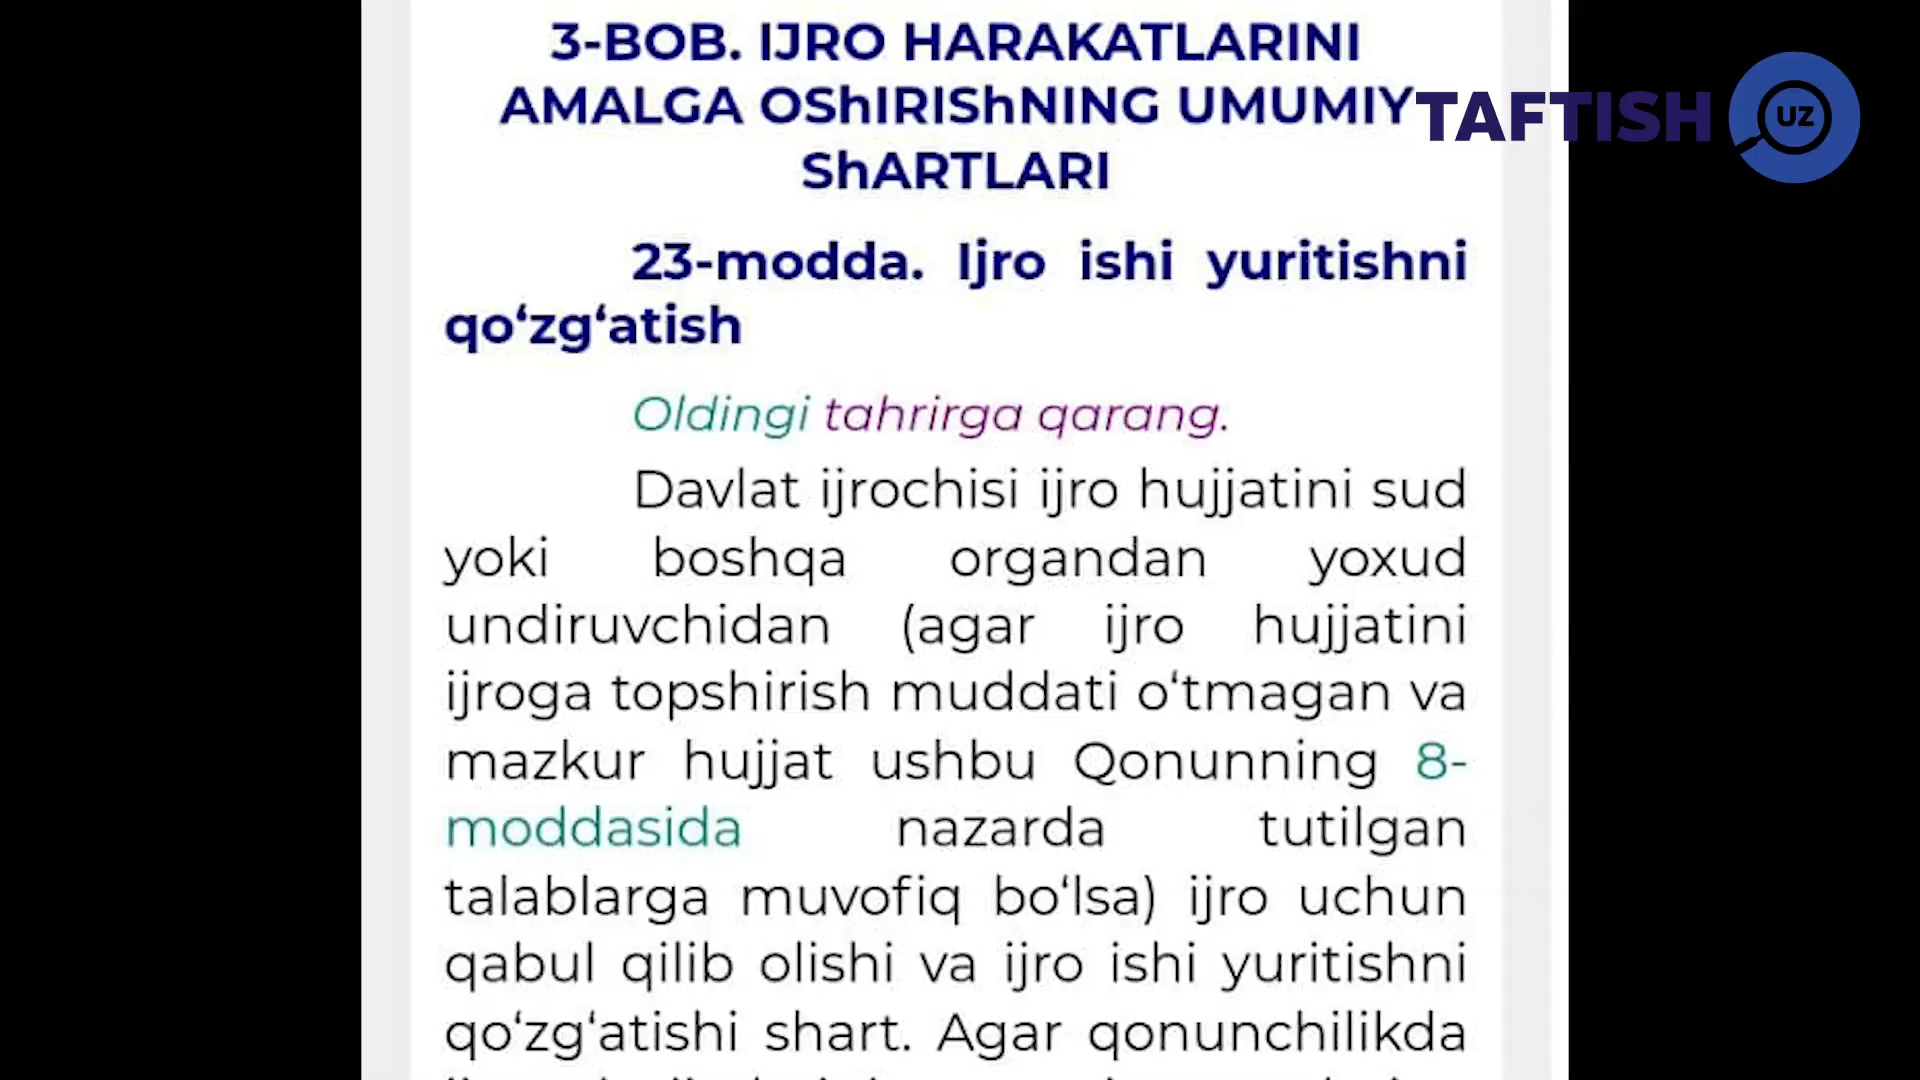 3-BOB. IJRO HARAKATLARINI
AMALGA OShIRIShNING UMUMIY
ShARTLARI
TAFTISH UZ
23-modda. Ijro ishi yuritishni
qo‘zg‘atish
Oldingi tahrirga qarang.
Davlat ijrochisi ijro hujjatini sud
yoki boshqa organdan yoxud
undiruvchidan (agar ijro hujjatini
ijroga topshirish muddati o‘tmagan va
mazkur hujjat ushbu Qonunning 8-
moddasida nazarda tutilgan
talablarga muvofiq bo‘lsa) ijro uchun
qabul qilib olishi va ijro ishi yuritishni
qo‘zg‘atishi shart. Agar qonunchilikda